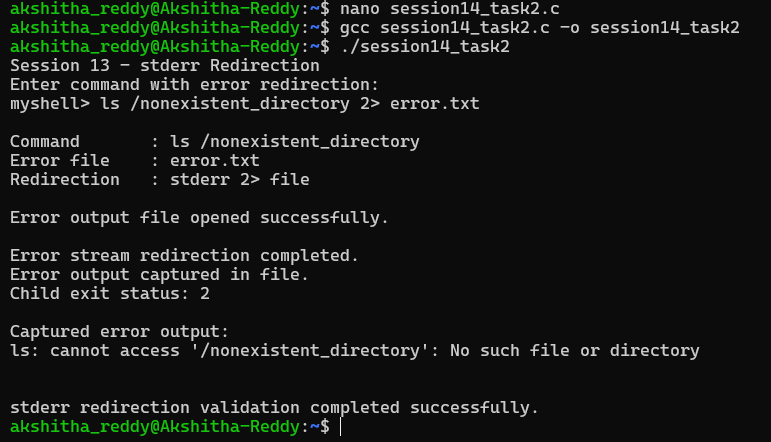 akshitha_reddy@Akshitha-Reddy:~$ nano session14_task2.c
akshitha_reddy@Akshitha-Reddy:~$ gcc session14_task2.c -o session14_task2
akshitha_reddy@Akshitha-Reddy:~$ ./session14_task2
Session 13 - stderr Redirection
Enter command with error redirection:
myshell> ls /nonexistent_directory 2> error.txt
Command       : ls /nonexistent_directory
Error file    : error.txt
Redirection   : stderr 2> file
Error output file opened successfully.
Error stream redirection completed.
Error output captured in file.
Child exit status: 2
Captured error output:
ls: cannot access '/nonexistent_directory': No such file or directory
stderr redirection validation completed successfully.
akshitha_reddy@Akshitha-Reddy:~$